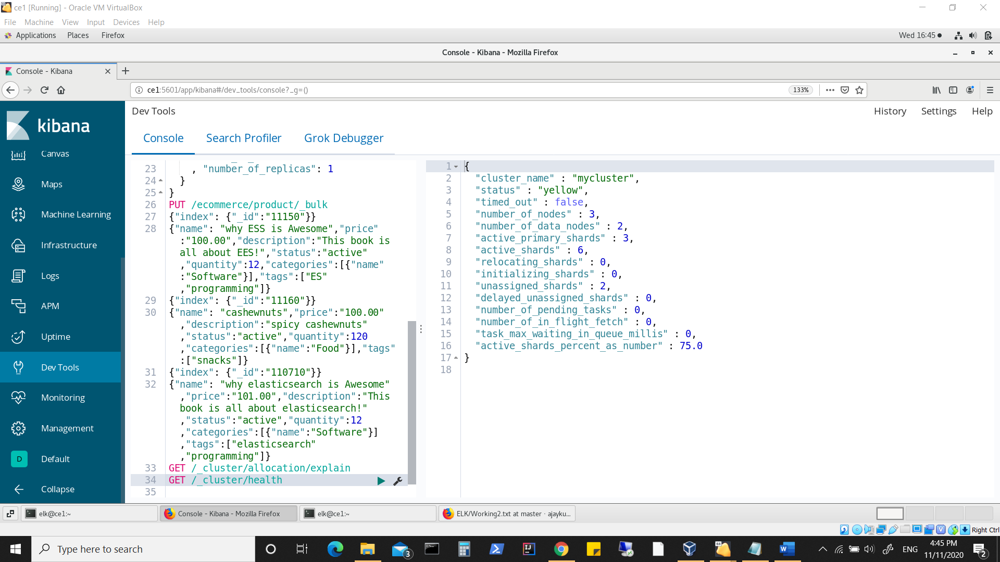 ce1 [Running] - Oracle VM VirtualBox
File Machine View Input Devices Help
Applications Places Firefox
Wed 16:45
Console - Kibana - Mozilla Firefox
Console - Kibana
ce1:5601/app/kibana#/dev_tools/console?_g=()
133%
kibana
Canvas
Maps
Machine Learning
Infrastructure
Logs
APM
Uptime
Dev Tools
Monitoring
Management
D Default
Collapse
Dev Tools
History Settings Help
Console Search Profiler Grok Debugger
23 , "number_of_replicas": 1
24 }
25 }
26 PUT /ecommerce/product/_bulk
27 {"index": {"_id":"11150"}}
28 {"name": "why ESS is Awesome","price"
:"100.00","description":"This book is
all about EES!","status":"active"
,"quantity":12,"categories":[{"name"
:"Software"}],"tags":["ES"
,"programming"]}
29 {"index": {"_id":"11160"}}
30 {"name": "cashewnuts","price":"100.00"
,"description":"spicy cashewnuts"
,"status":"active","quantity":120
,"categories":[{"name":"Food"}],"tags"
:["snacks"]}
31 {"index": {"_id":"110710"}}
32 {"name": "why elasticsearch is Awesome"
,"price":"101.00","description":"This
book is all about elasticsearch!"
,"status":"active","quantity":12
,"categories":[{"name":"Software"}]
,"tags":["elasticsearch"
,"programming"]}
33 GET /_cluster/allocation/explain
34 GET /_cluster/health
35
1 {
2 "cluster_name" : "mycluster",
3 "status" : "yellow",
4 "timed_out" : false,
5 "number_of_nodes" : 3,
6 "number_of_data_nodes" : 2,
7 "active_primary_shards" : 3,
8 "active_shards" : 6,
9 "relocating_shards" : 0,
10 "initializing_shards" : 0,
11 "unassigned_shards" : 2,
12 "delayed_unassigned_shards" : 0,
13 "number_of_pending_tasks" : 0,
14 "number_of_in_flight_fetch" : 0,
15 "task_max_waiting_in_queue_millis" : 0,
16 "active_shards_percent_as_number" : 75.0
17 }
18
elk@ce1:~
Console - Kibana - Mozilla Firefox
elk@ce1:~
ELK/Working2.txt at master · ajayku...
Right Ctrl
Type here to search
3
ENG
4:45 PM
11/11/2020
2